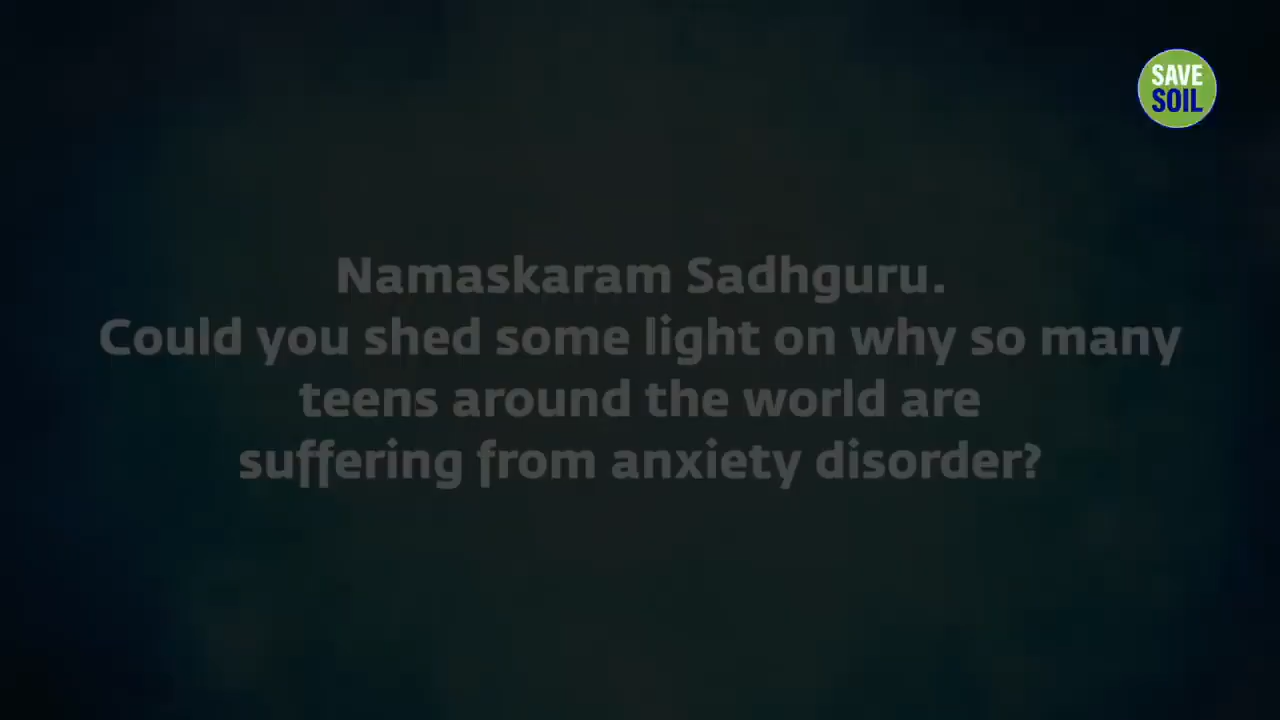 SAVE
SOIL
Namaskaram Sadhguru.
Could you shed some light on why so many
teens around the world are
suffering from anxiety disorder?